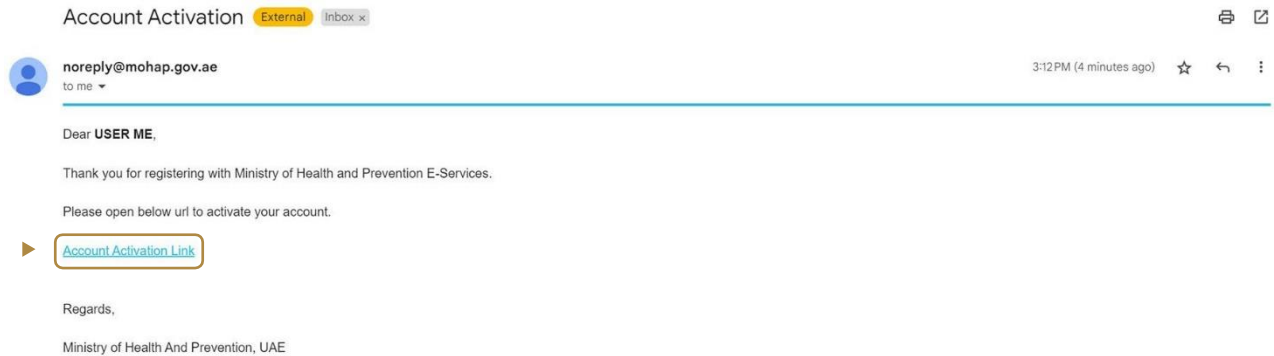 Account Activation External Inbox ×
noreply@mohap.gov.ae 3:12 PM (4 minutes ago)
to me
Dear USER ME,
Thank you for registering with Ministry of Health and Prevention E-Services.
Please open below url to activate your account.
Account Activation Link
Regards,
Ministry of Health And Prevention, UAE